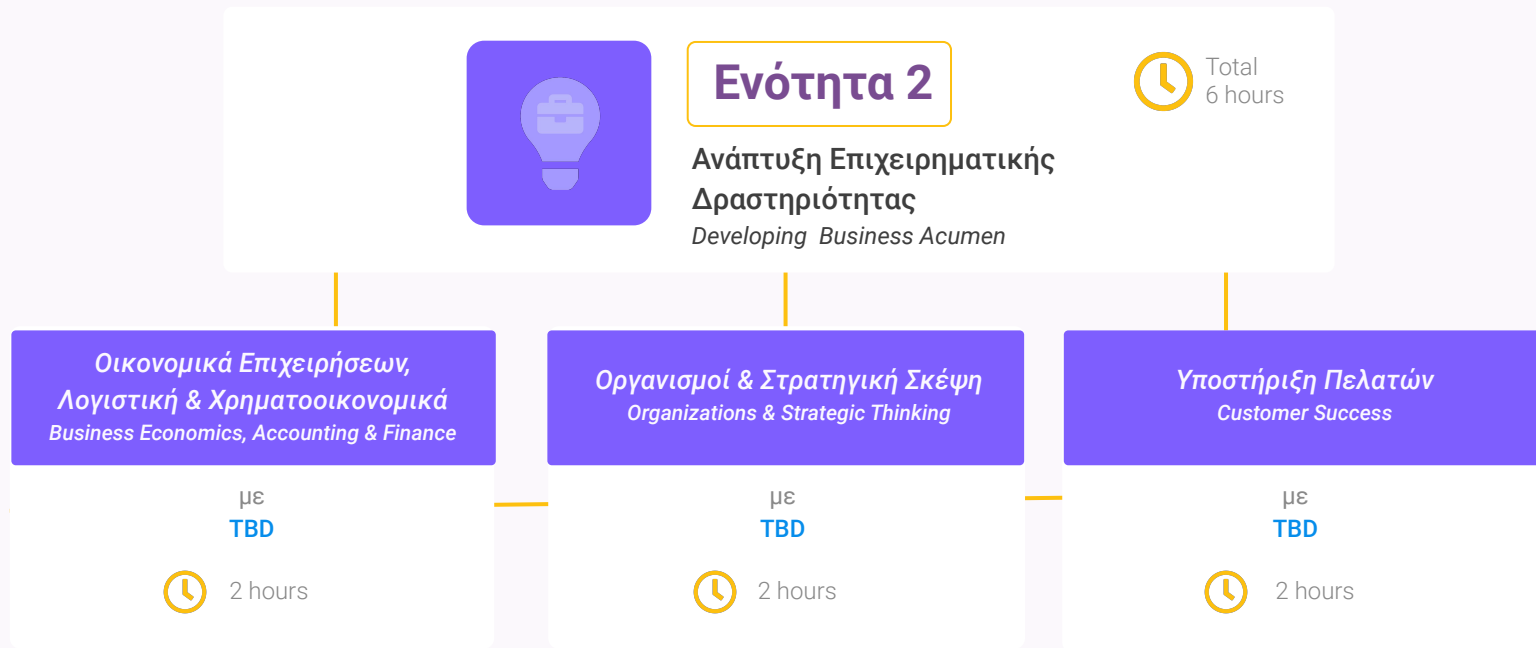 Ενότητα 2
Total
6 hours
Ανάπτυξη Επιχειρηματικής
Δραστηριότητας
Developing Business Acumen
Οικονομικά Επιχειρήσεων,
Λογιστική & Χρηματοοικονομικά
Business Economics, Accounting & Finance
με
TBD
2 hours
Οργανισμοί & Στρατηγική Σκέψη
Organizations & Strategic Thinking
με
TBD
2 hours
Υποστήριξη Πελατών
Customer Success
με
TBD
2 hours